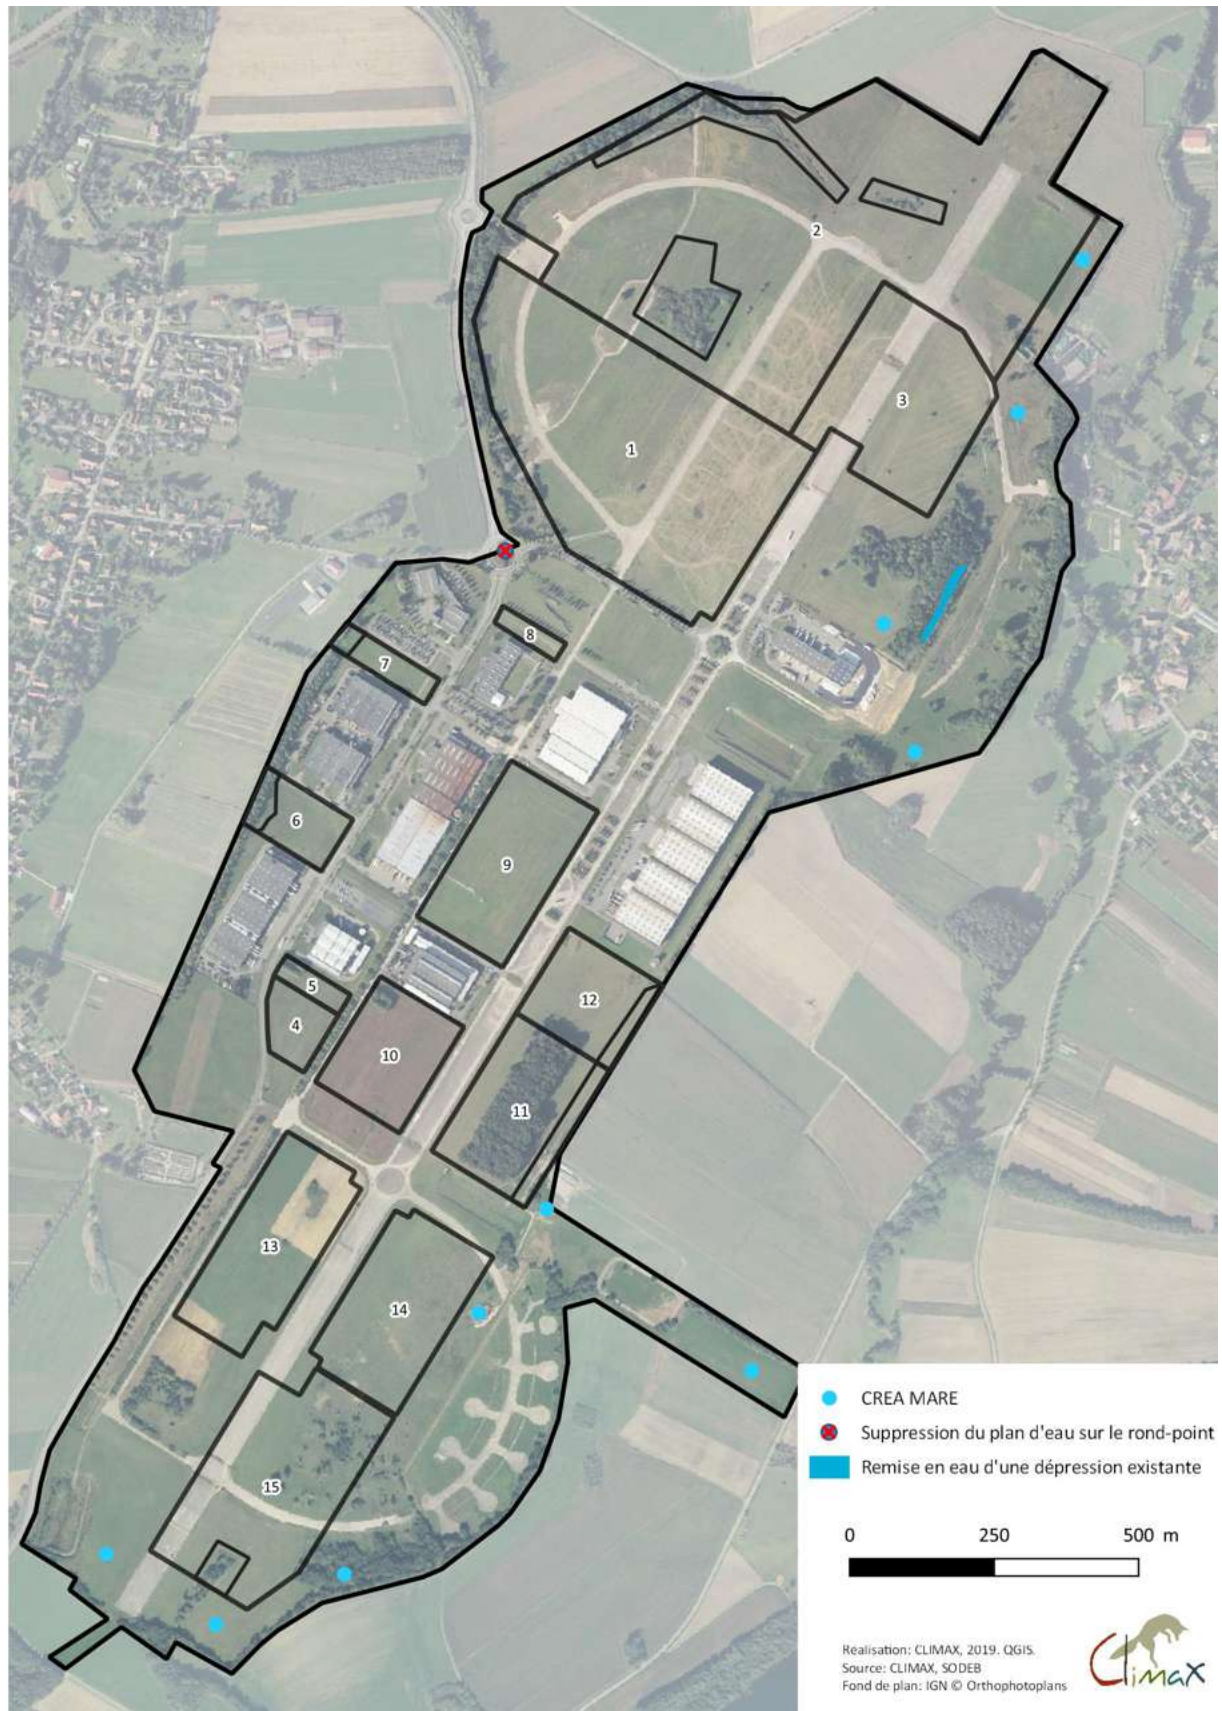 2
3
1
8
7
6
9
5
4
12
10
11
13
14
15
CREA MARE
Suppression du plan d'eau sur le rond-point
Remise en eau d'une dépression existante
0 250 500 m
Realisation: CLIMAX, 2019. QGIS.
Source: CLIMAX, SODEB
Fond de plan: IGN © Orthophotoplans
Climax